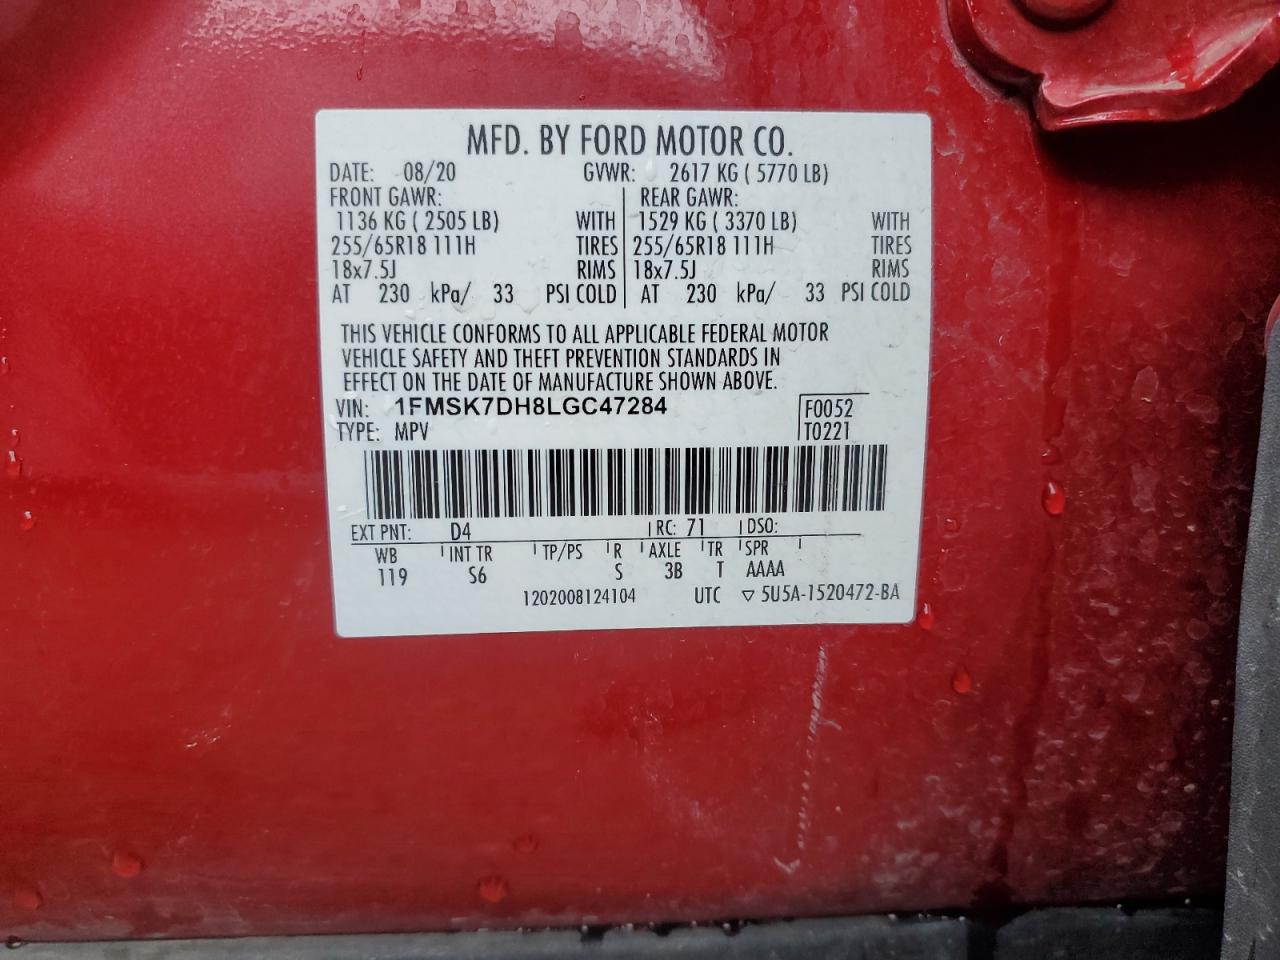 MFD. BY FORD MOTOR CO.
DATE: 08/20 GVWR: 2617 KG ( 5770 LB)
FRONT GAWR: REAR GAWR:
1136 KG ( 2505 LB) WITH 1529 KG ( 3370 LB) WITH
255/65R18 111H TIRES 255/65R18 111H TIRES
18x7.5J RIMS 18x7.5J RIMS
AT 230 kPa/ 33 PSI COLD AT 230 kPa/ 33 PSI COLD
THIS VEHICLE CONFORMS TO ALL APPLICABLE FEDERAL MOTOR
VEHICLE SAFETY AND THEFT PREVENTION STANDARDS IN
EFFECT ON THE DATE OF MANUFACTURE SHOWN ABOVE.
VIN: 1FMSK7DH8LGC47284 F0052
TYPE: MPV T0221
EXT PNT: D4 RC: 71 DSO:
WB INT TR TP/PS R AXLE TR SPR
119 S6 S 3B T AAAA
1202008124104 UTC ▽ 5U5A-1520472-BA